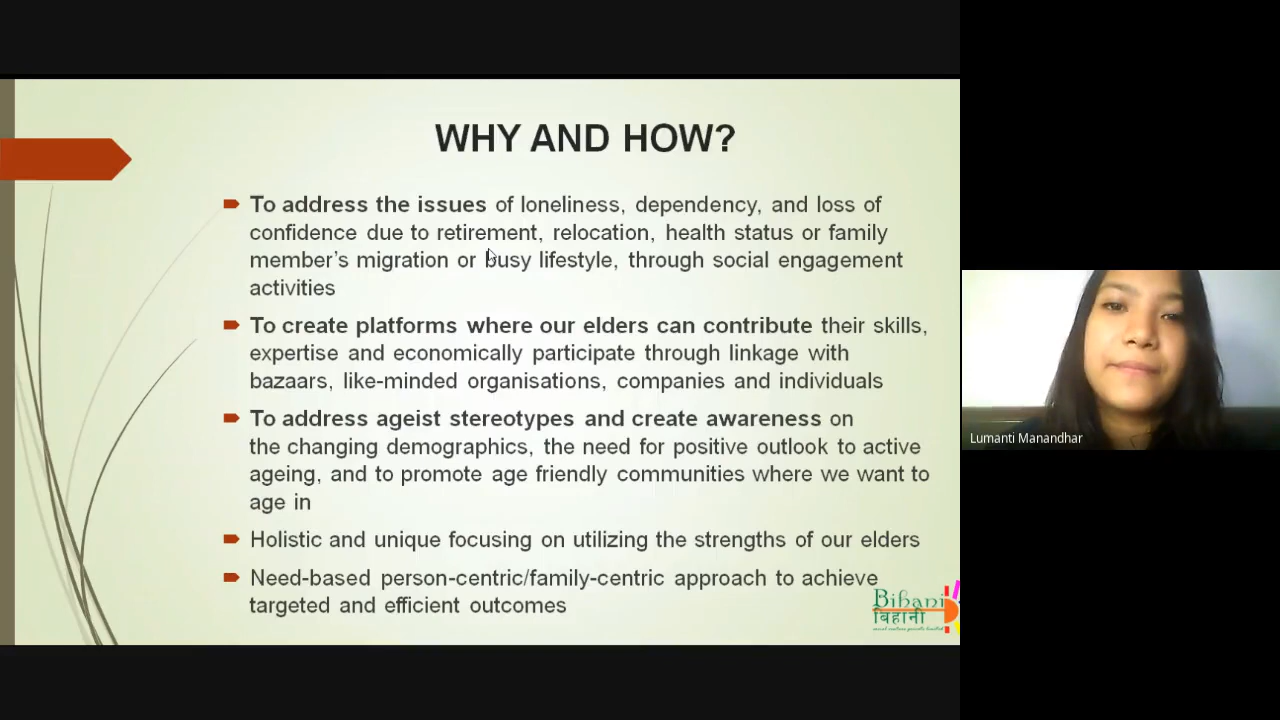 WHY AND HOW?
To address the issues of loneliness, dependency, and loss of
confidence due to retirement, relocation, health status or family
member's migration or busy lifestyle, through social engagement
activities
To create platforms where our elders can contribute their skills,
expertise and economically participate through linkage with
bazaars, like-minded organisations, companies and individuals
To address ageist stereotypes and create awareness on
the changing demographics, the need for positive outlook to active
ageing, and to promote age friendly communities where we want to
age in
Holistic and unique focusing on utilizing the strengths of our elders
Need-based person-centric/family-centric approach to achieve
targeted and efficient outcomes
Bihani
बिहानी
social venture private limited
Lumanti Manandhar